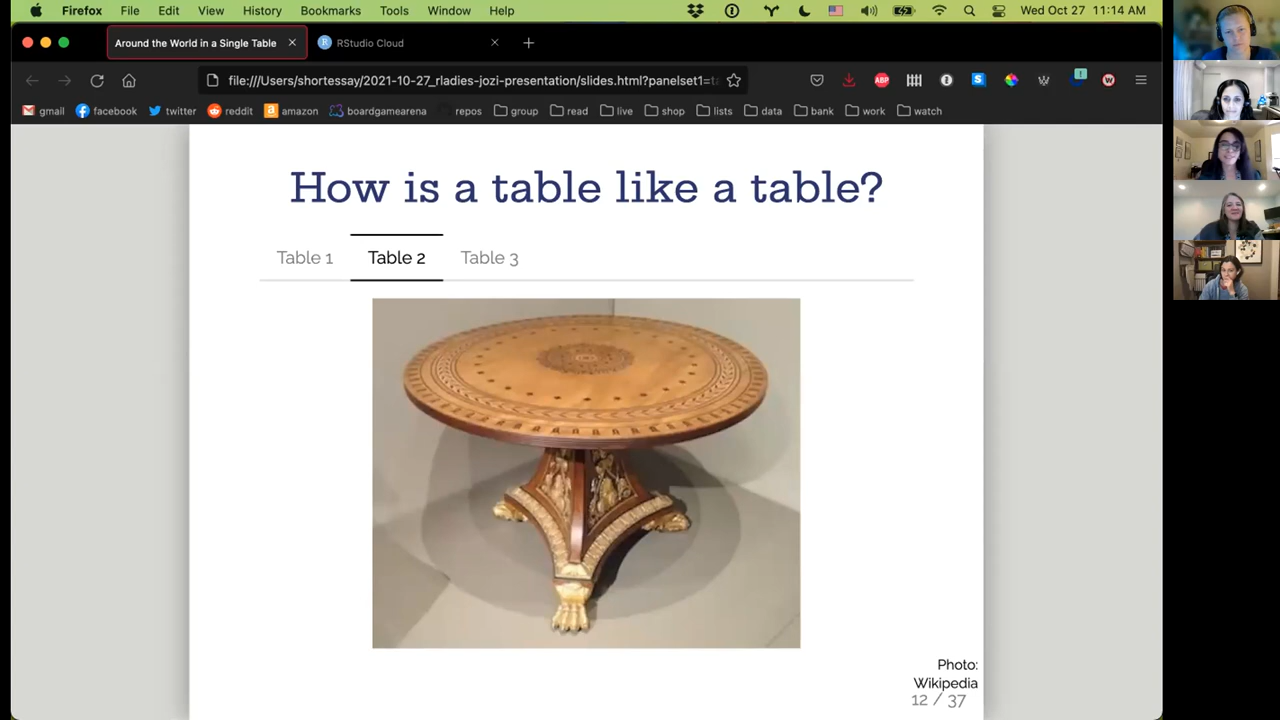 Firefox File Edit View History Bookmarks Tools Window Help Wed Oct 27 11:14 AM
Around the World in a Single Table RStudio Cloud
file:///Users/shortessay/2021-10-27_rladies-jozi-presentation/slides.html?panelset1=ta
gmail facebook twitter reddit amazon boardgamearena repos group read live shop lists data bank work watch
How is a table like a table?
Table 1 Table 2 Table 3
Photo:
Wikipedia
12 / 37